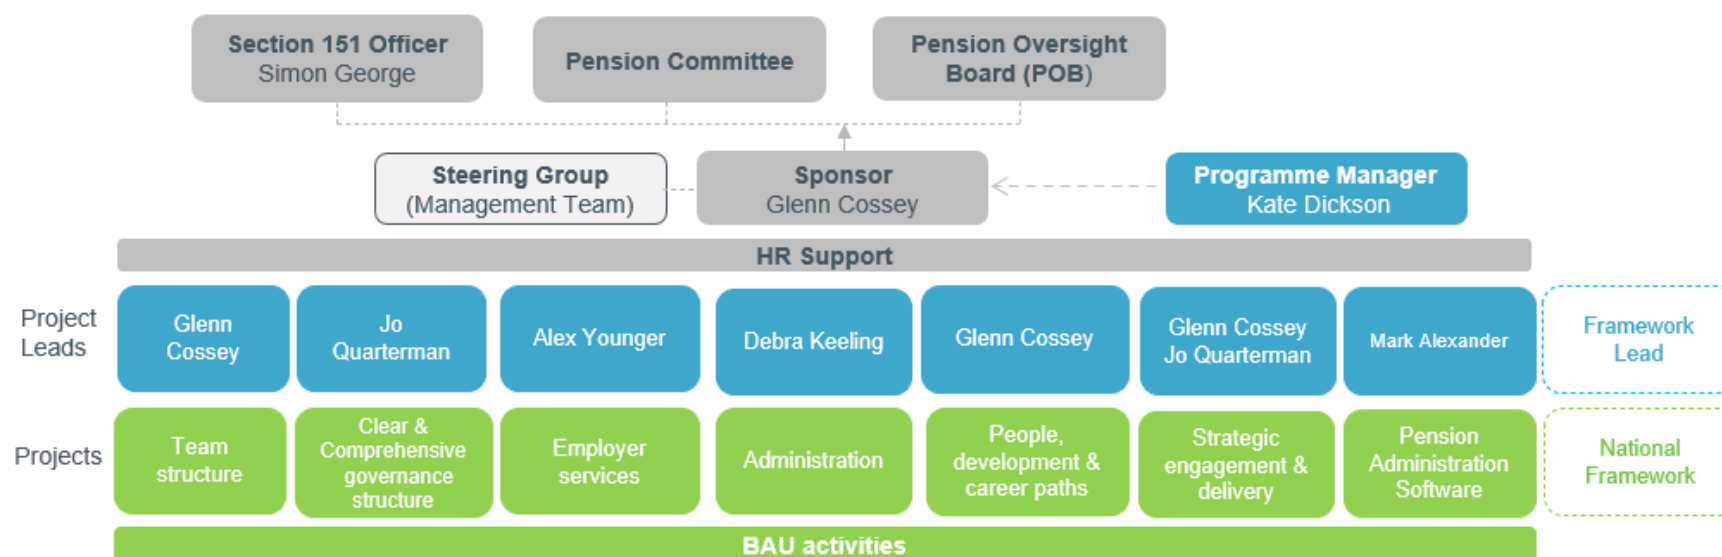 Section 151 Officer
Simon George
Pension Committee
Pension Oversight
Board (POB)
Steering Group
(Management Team)
Sponsor
Glenn Cossey
Programme Manager
Kate Dickson
HR Support
Project
Leads
Glenn
Cossey
Jo
Quarterman
Alex Younger
Debra Keeling
Glenn Cossey
Glenn Cossey
Jo Quarterman
Mark Alexander
Framework
Lead
Projects
Team
structure
Clear &
Comprehensive
governance
structure
Employer
services
Administration
People,
development &
career paths
Strategic
engagement &
delivery
Pension
Administration
Software
National
Framework
BAU activities